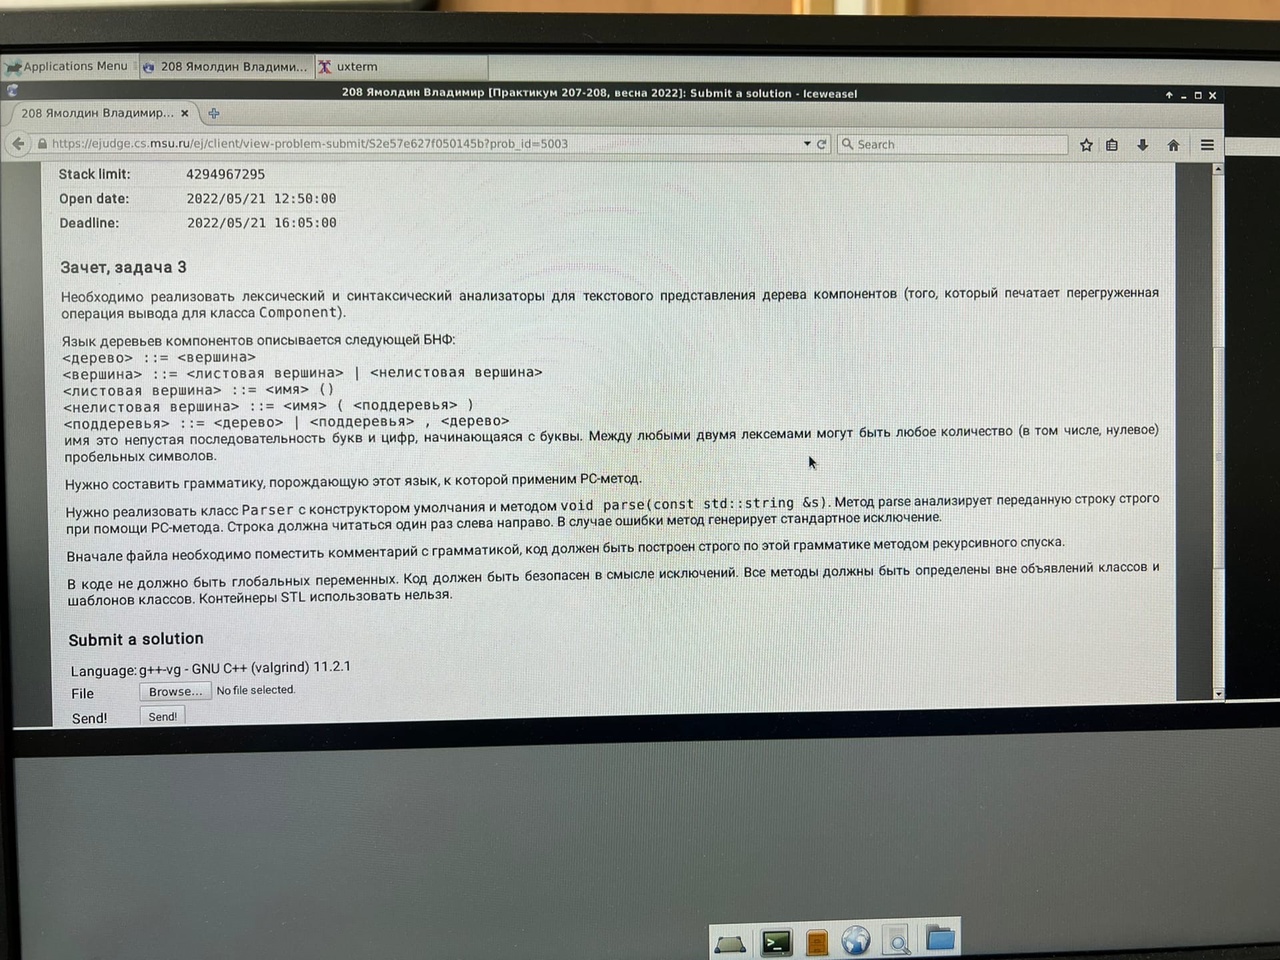 Applications Menu
208 Ямолдин Владими...
uxterm
208 Ямолдин Владимир [Практикум 207-208, весна 2022]: Submit a solution - Iceweasel
208 Ямолдин Владимир...
https://ejudge.cs.msu.ru/ej/client/view-problem-submit/S2e57e627f050145b?prob_id=5003
Search
Stack limit: 4294967295
Open date: 2022/05/21 12:50:00
Deadline: 2022/05/21 16:05:00
Зачет, задача 3
Необходимо реализовать лексический и синтаксический анализаторы для текстового представления дерева компонентов (того, который печатает перегруженная
операция вывода для класса Component).
Язык деревьев компонентов описывается следующей БНФ:
<дерево> ::= <вершина>
<вершина> ::= <листовая вершина> | <нелистовая вершина>
<листовая вершина> ::= <имя> ()
<нелистовая вершина> ::= <имя> ( <поддеревья> )
<поддеревья> ::= <дерево> | <поддеревья> , <дерево>
имя это непустая последовательность букв и цифр, начинающаяся с буквы. Между любыми двумя лексемами могут быть любое количество (в том числе, нулевое)
пробельных символов.
Нужно составить грамматику, порождающую этот язык, к которой применим РС-метод.
Нужно реализовать класс Parser с конструктором умолчания и методом void parse(const std::string &s). Метод parse анализирует переданную строку строго
при помощи РС-метода. Строка должна читаться один раз слева направо. В случае ошибки метод генерирует стандартное исключение.
Вначале файла необходимо поместить комментарий с грамматикой, код должен быть построен строго по этой грамматике методом рекурсивного спуска.
В коде не должно быть глобальных переменных. Код должен быть безопасен в смысле исключений. Все методы должны быть определены вне объявлений классов и
шаблонов классов. Контейнеры STL использовать нельзя.
Submit a solution
Language: g++-vg - GNU C++ (valgrind) 11.2.1
File Browse... No file selected.
Send! Send!